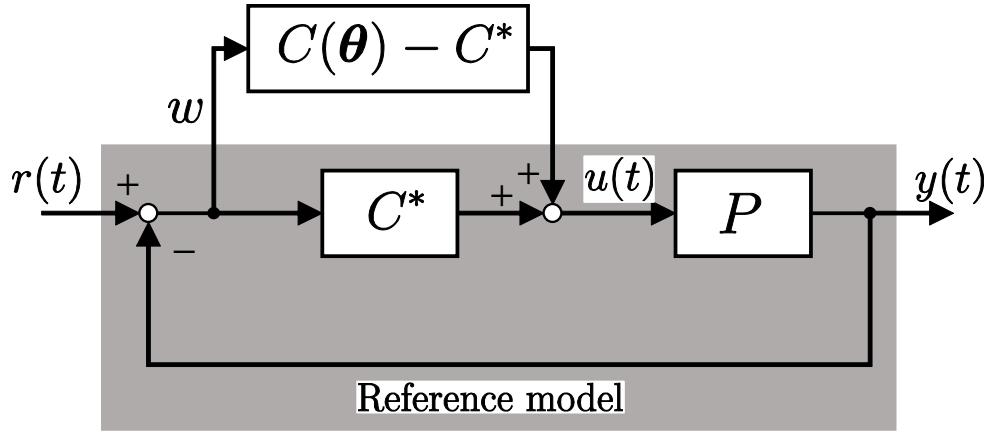 C(θ) − C*
w
r(t)
+
−
C*
+
+
u(t)
P
y(t)
Reference model